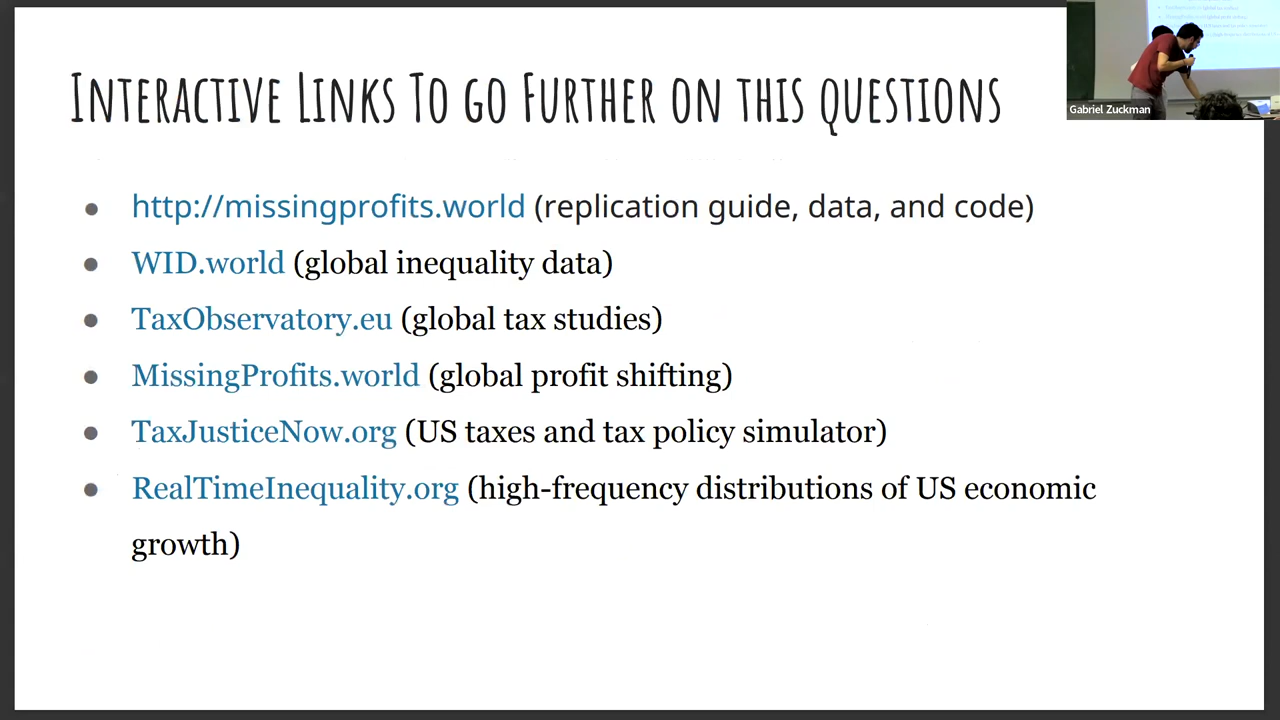 INTERACTIVE LINKS TO GO FURTHER ON THIS QUESTIONS
Gabriel Zuckman
● http://missingprofits.world (replication guide, data, and code)
● WID.world (global inequality data)
● TaxObservatory.eu (global tax studies)
● MissingProfits.world (global profit shifting)
● TaxJusticeNow.org (US taxes and tax policy simulator)
● RealTimeInequality.org (high-frequency distributions of US economic
growth)